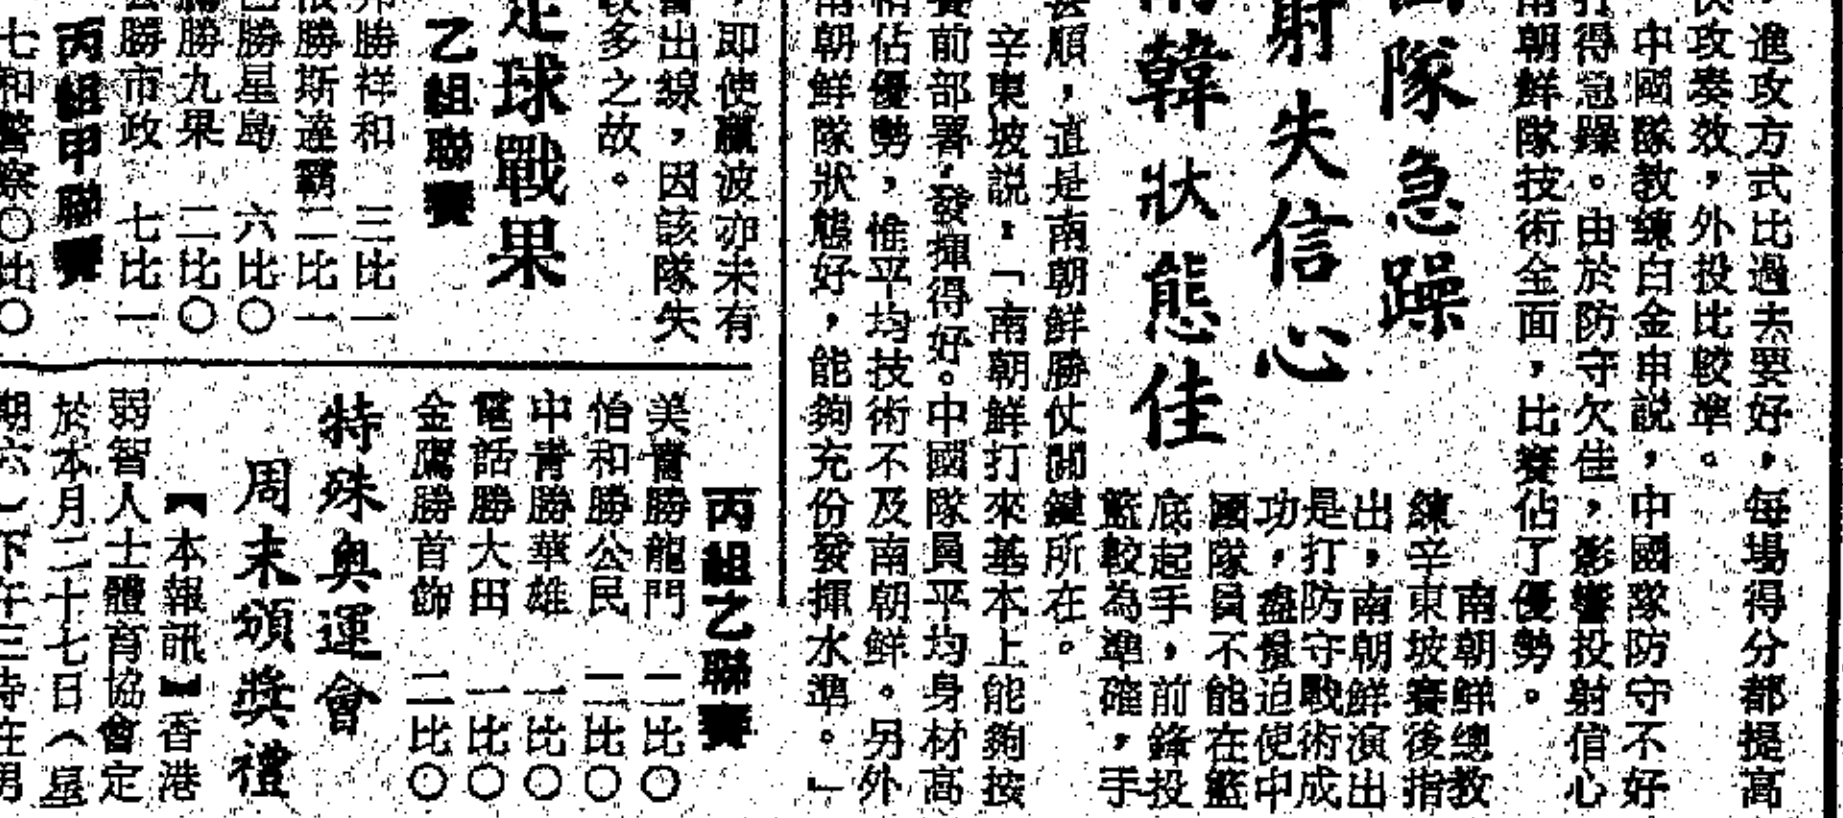 ，進攻方式比過去要好，每場得分都提高
攻奏效，外投比較準。
中國隊教練白金申説，中國隊防守不好
打得急躁。由於防守欠佳，影響投射信心
南朝鮮隊技術全面，比賽佔了優勢。
隊急躁
射失信心
韓狀態佳
南朝鮮總教
練辛東坡賽後指
出，南朝鮮演出
是打防守戰術成
功，盤迫使中
國隊員不能在籃
底起手，前鋒投
籃較為準確，手
甚順，道是南朝鮮勝仗關鍵所在。
辛東坡説：「南朝鮮打來基本上能夠按
賽前部署，發揮得好。中國隊員平均身材高
稍佔優勢，惟平均技術不及南朝鮮。另外
南朝鮮隊狀態好，能夠充份發揮水準。」
，即使贏波亦未有
出線，因該隊失
多之故。
足球戰果
乙組聯賽
勝祥和　三比一
勝斯達霸二比一
勝星島　六比〇
勝九果　二比〇
勝市政　七比一
丙組甲聯賽
七和警察〇比〇
丙組乙聯賽
美賓勝龍門　二比〇
怡和勝公民　二比〇
中青勝華雄　一比〇
電話勝大田　一比〇
金鷹勝首飾　二比〇
特殊奧運會
周末頒獎禮
【本報訊】香港
弱智人士體育協會定
於本月二十七日（星
期六）下午三時在男